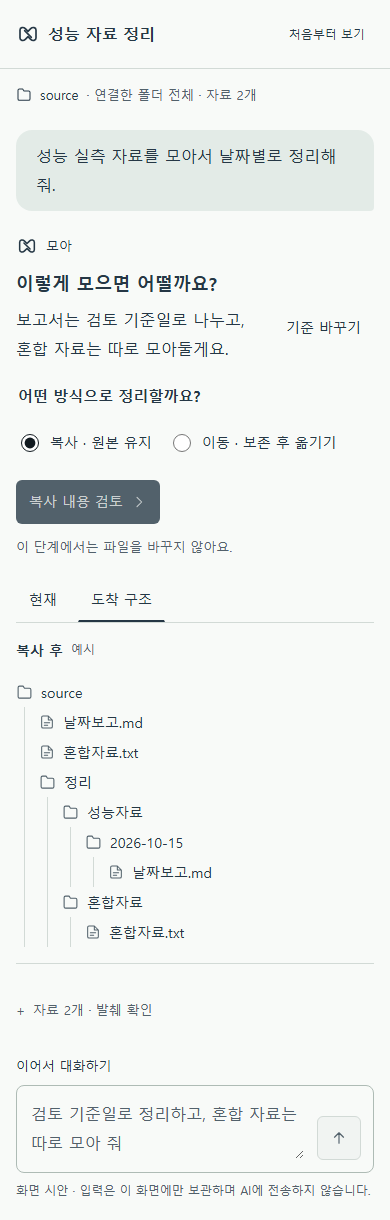 성능 자료 정리
처음부터 보기
source · 연결한 폴더 전체 · 자료 2개
성능 실측 자료를 모아서 날짜별로 정리해
줘.
모아
이렇게 모으면 어떨까요?
보고서는 검토 기준일로 나누고,
혼합 자료는 따로 모아둘게요.
기준 바꾸기
어떤 방식으로 정리할까요?
복사 · 원본 유지
이동 · 보존 후 옮기기
복사 내용 검토
이 단계에서는 파일을 바꾸지 않아요.
현재
도착 구조
복사 후 예시
source
날짜보고.md
혼합자료.txt
정리
성능자료
2026-10-15
날짜보고.md
혼합자료
혼합자료.txt
+ 자료 2개 · 발췌 확인
이어서 대화하기
검토 기준일로 정리하고, 혼합 자료는
따로 모아 줘
화면 시안 · 입력은 이 화면에만 보관하며 AI에 전송하지 않습니다.